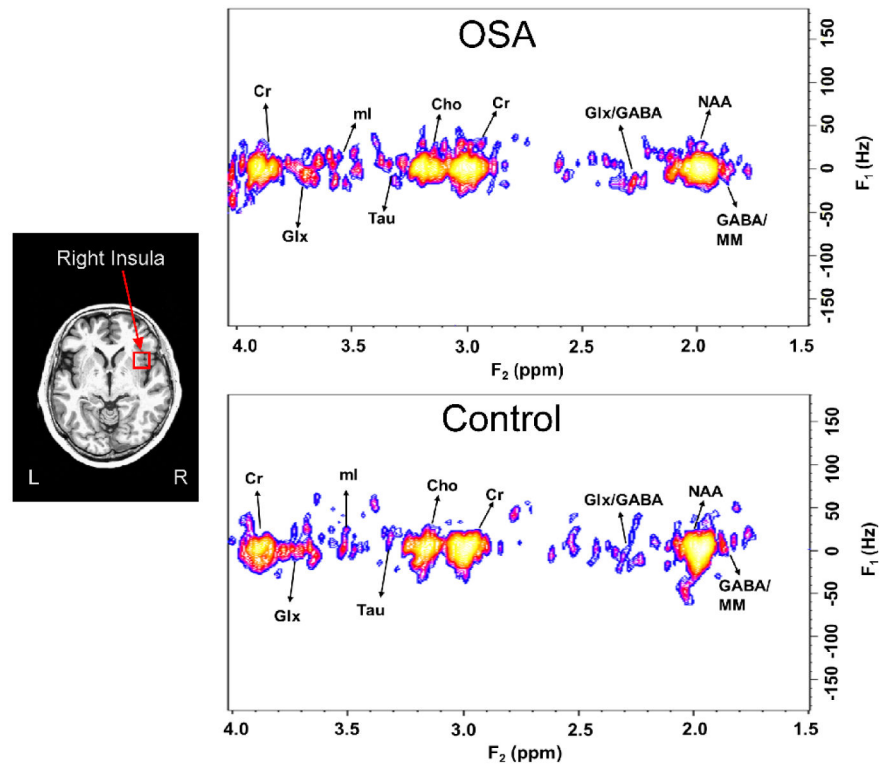 OSA
Cr
mI
Cho
Cr
Glx/GABA
NAA
Glx
Tau
GABA/
MM
150
100
50
0
-50
-100
-150
F1 (Hz)
4.0
3.5
3.0
2.5
2.0
1.5
F2 (ppm)
Right Insula
L
R
Control
Cr
mI
Cho
Cr
Glx/GABA
NAA
Glx
Tau
GABA/
MM
150
100
50
0
-50
-100
-150
F1 (Hz)
4.0
3.5
3.0
2.5
2.0
1.5
F2 (ppm)